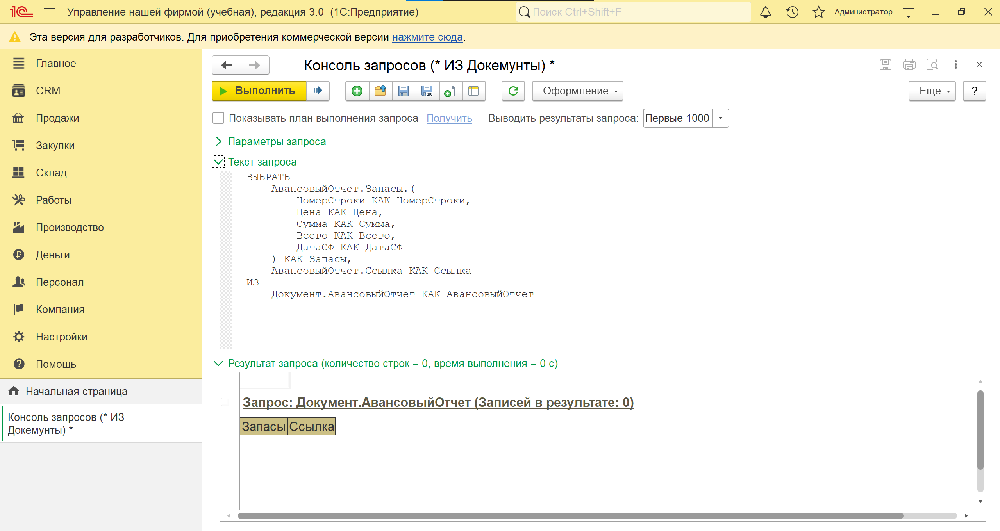 1С Управление нашей фирмой (учебная), редакция 3.0 (1С:Предприятие) Поиск Ctrl+Shift+F Администратор
Эта версия для разработчиков. Для приобретения коммерческой версии нажмите сюда.
Главное
CRM
Продажи
Закупки
Склад
Работы
Производство
Деньги
Персонал
Компания
Настройки
Помощь
Начальная страница
Консоль запросов (* ИЗ
Докемунты) *
Консоль запросов (* ИЗ Докемунты) *
Выполнить OK Оформление Еще ?
Показывать план выполнения запроса Получить Выводить результаты запроса: Первые 1000
Параметры запроса
Текст запроса
ВЫБРАТЬ
АвансовыйОтчет.Запасы.(
НомерСтроки КАК НомерСтроки,
Цена КАК Цена,
Сумма КАК Сумма,
Всего КАК Всего,
ДатаСФ КАК ДатаСФ
) КАК Запасы,
АвансовыйОтчет.Ссылка КАК Ссылка
ИЗ
Документ.АвансовыйОтчет КАК АвансовыйОтчет
Результат запроса (количество строк = 0, время выполнения = 0 с)
Запрос: Документ.АвансовыйОтчет (Записей в результате: 0)
Запасы Ссылка